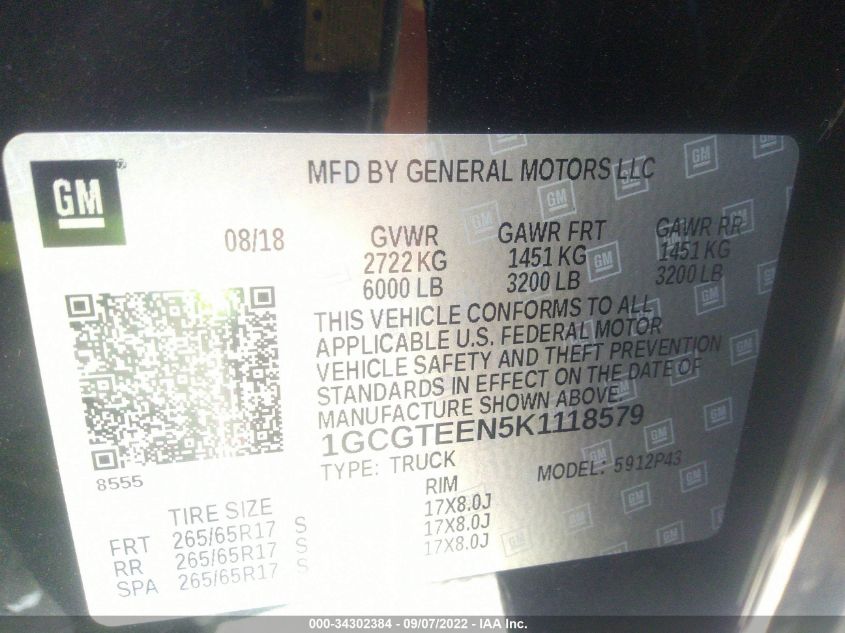 GM
MFD BY GENERAL MOTORS LLC
08/18
GVWR GAWR FRT GAWR RR
2722 KG 1451 KG 1451 KG
6000 LB 3200 LB 3200 LB
THIS VEHICLE CONFORMS TO ALL
APPLICABLE U.S. FEDERAL MOTOR
VEHICLE SAFETY AND THEFT PREVENTION
STANDARDS IN EFFECT ON THE DATE OF
MANUFACTURE SHOWN ABOVE.
1GCGTEEN5K1118579
TYPE: TRUCK MODEL: 5912P43
8555
TIRE SIZE RIM
FRT 265/65R17 S 17X8.0J
RR 265/65R17 S 17X8.0J
SPA 265/65R17 S 17X8.0J
000-34302384 - 09/07/2022 - IAA Inc.